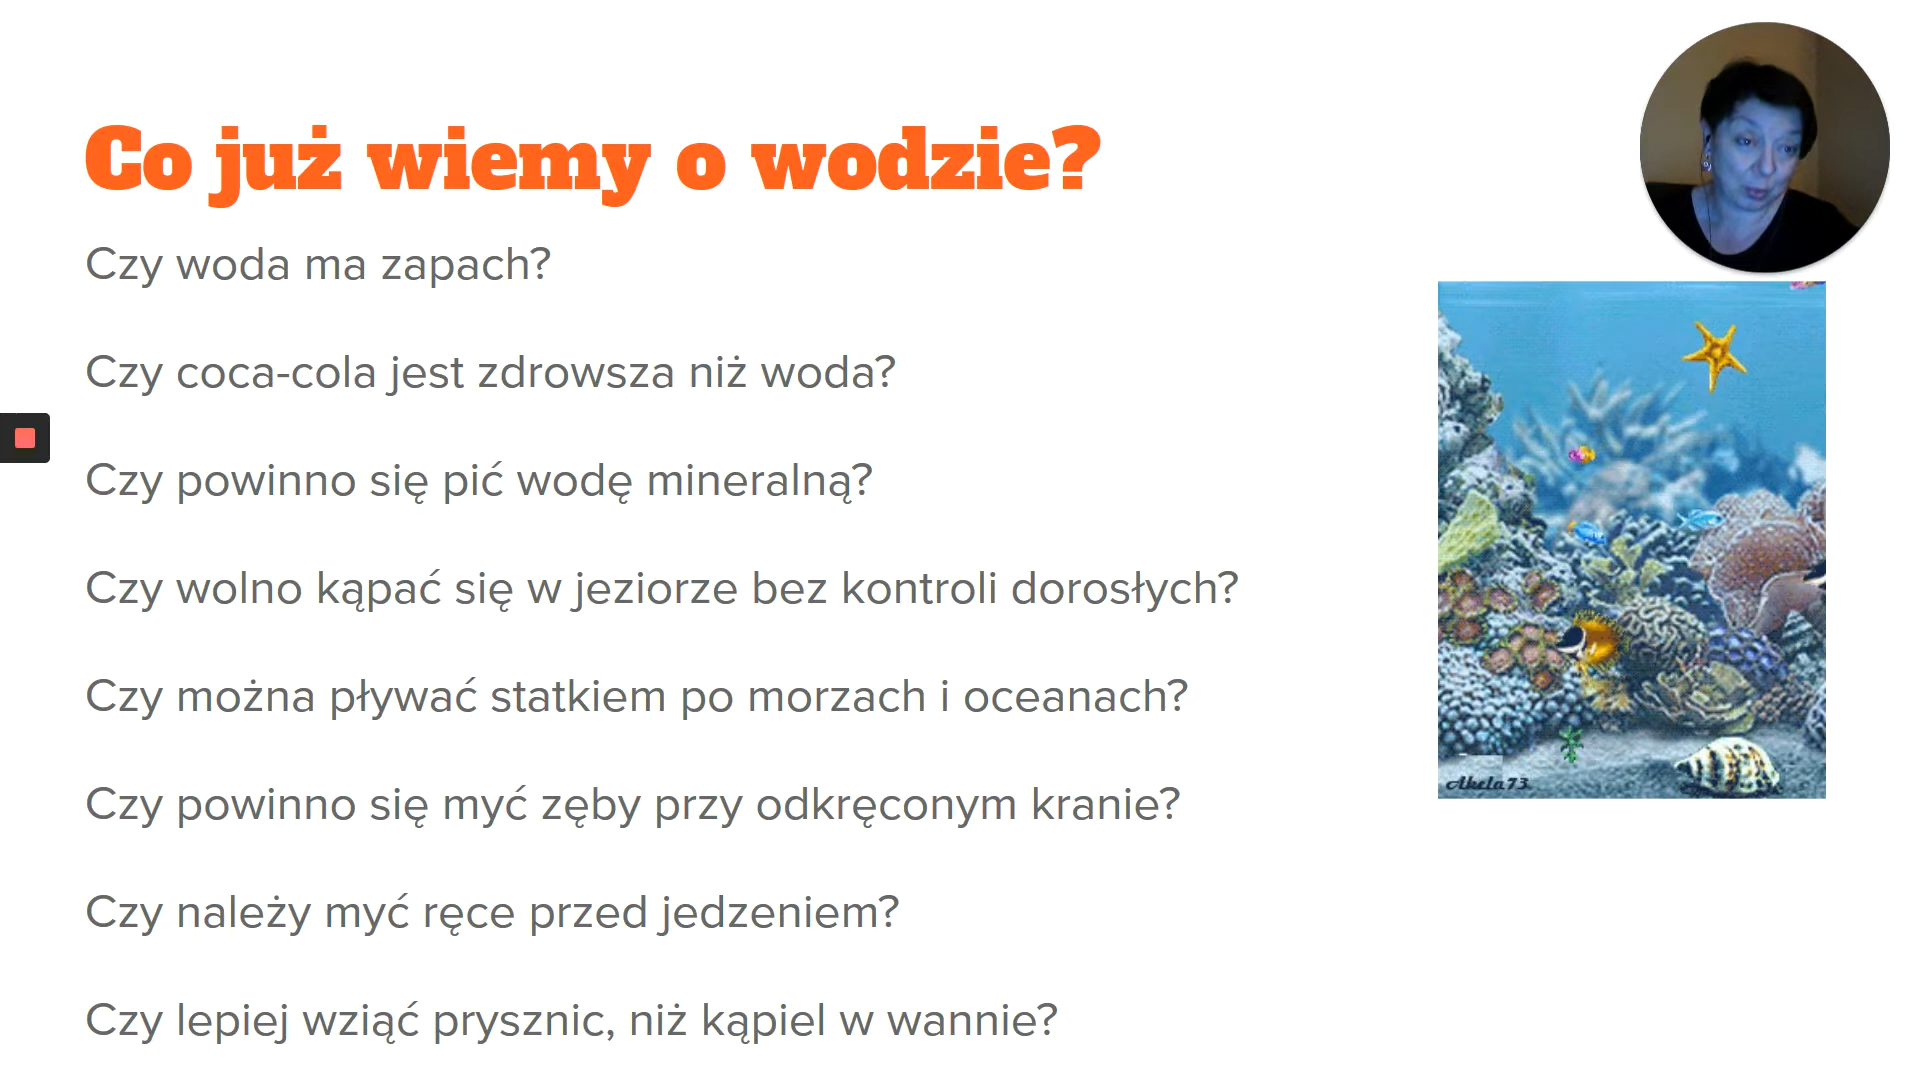 Co już wiemy o wodzie?
Czy woda ma zapach?
Czy coca-cola jest zdrowsza niż woda?
Czy powinno się pić wodę mineralną?
Czy wolno kąpać się w jeziorze bez kontroli dorosłych?
Czy można pływać statkiem po morzach i oceanach?
Czy powinno się myć zęby przy odkręconym kranie?
Czy należy myć ręce przed jedzeniem?
Czy lepiej wziąć prysznic, niż kąpiel w wannie?
Akela73